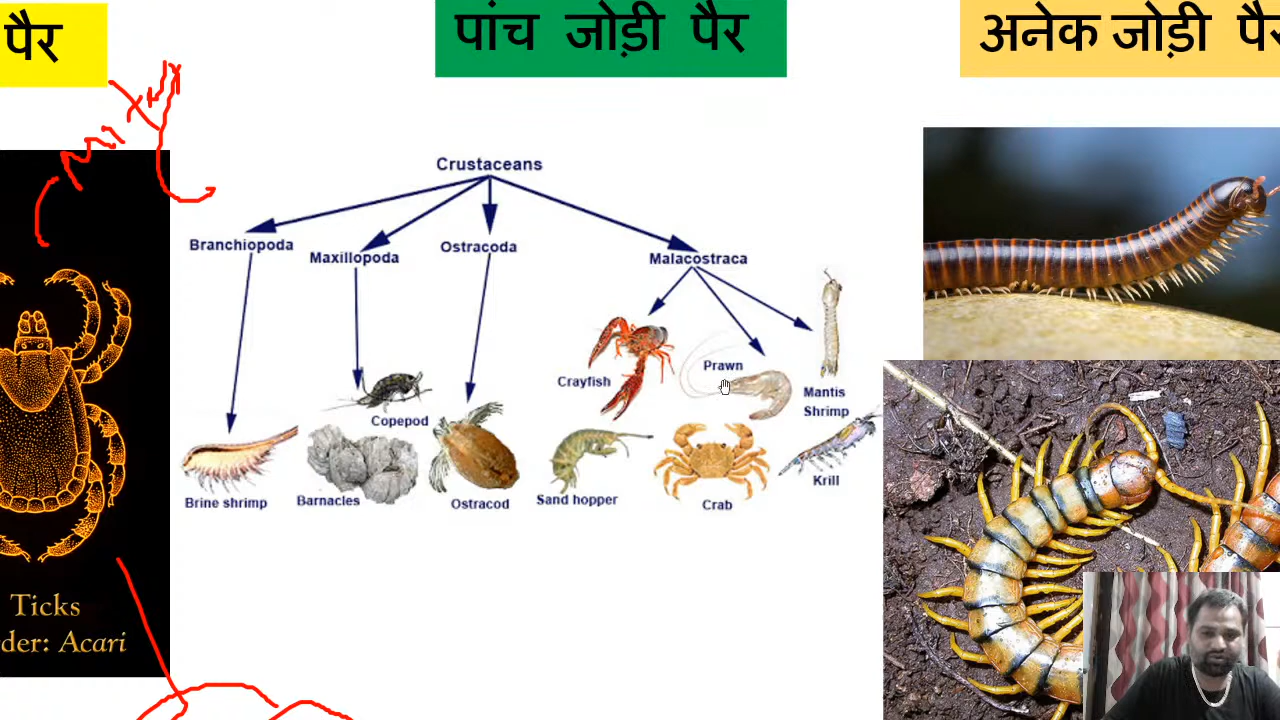 पैर
पांच जोड़ी पैर
अनेक जोड़ी
Crustaceans
Branchiopoda
Maxillopoda
Ostracoda
Malacostraca
Crayfish
Prawn
Mantis
Shrimp
Copepod
Brine shrimp
Barnacles
Ostracod
Sand hopper
Crab
Krill
Ticks
der: Acari